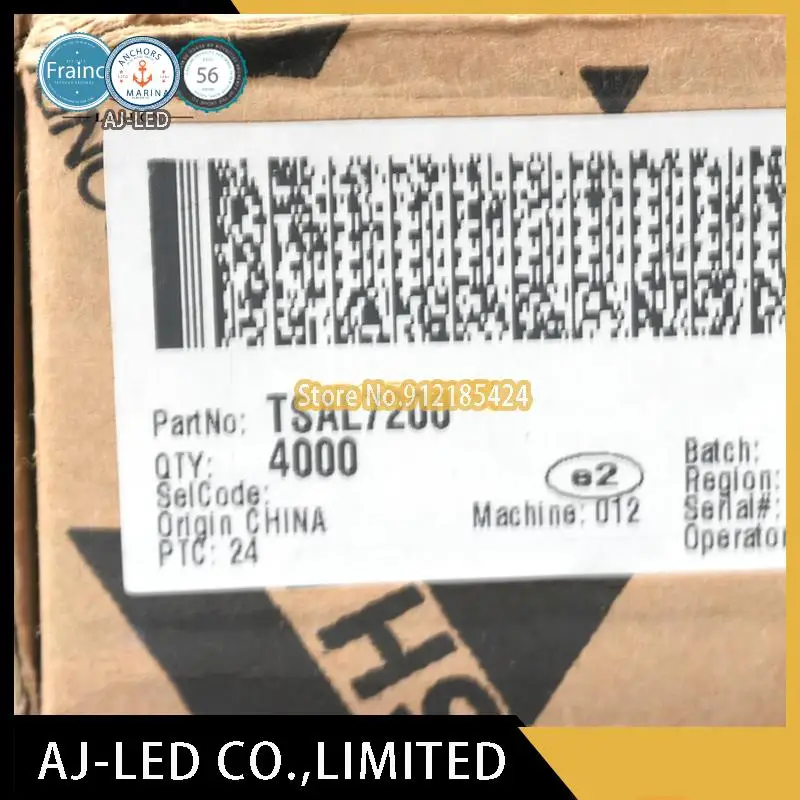 Frainc
ANCHORS
MARINA
56
AJ-LED
Store No.912185424
PartNo: TSAL7200
QTY: 4000
SelCode:
Origin CHINA
PTC: 24
e2
Machine: 012
Batch:
Region:
Serial#:
Operator
HS
AJ-LED CO.,LIMITED